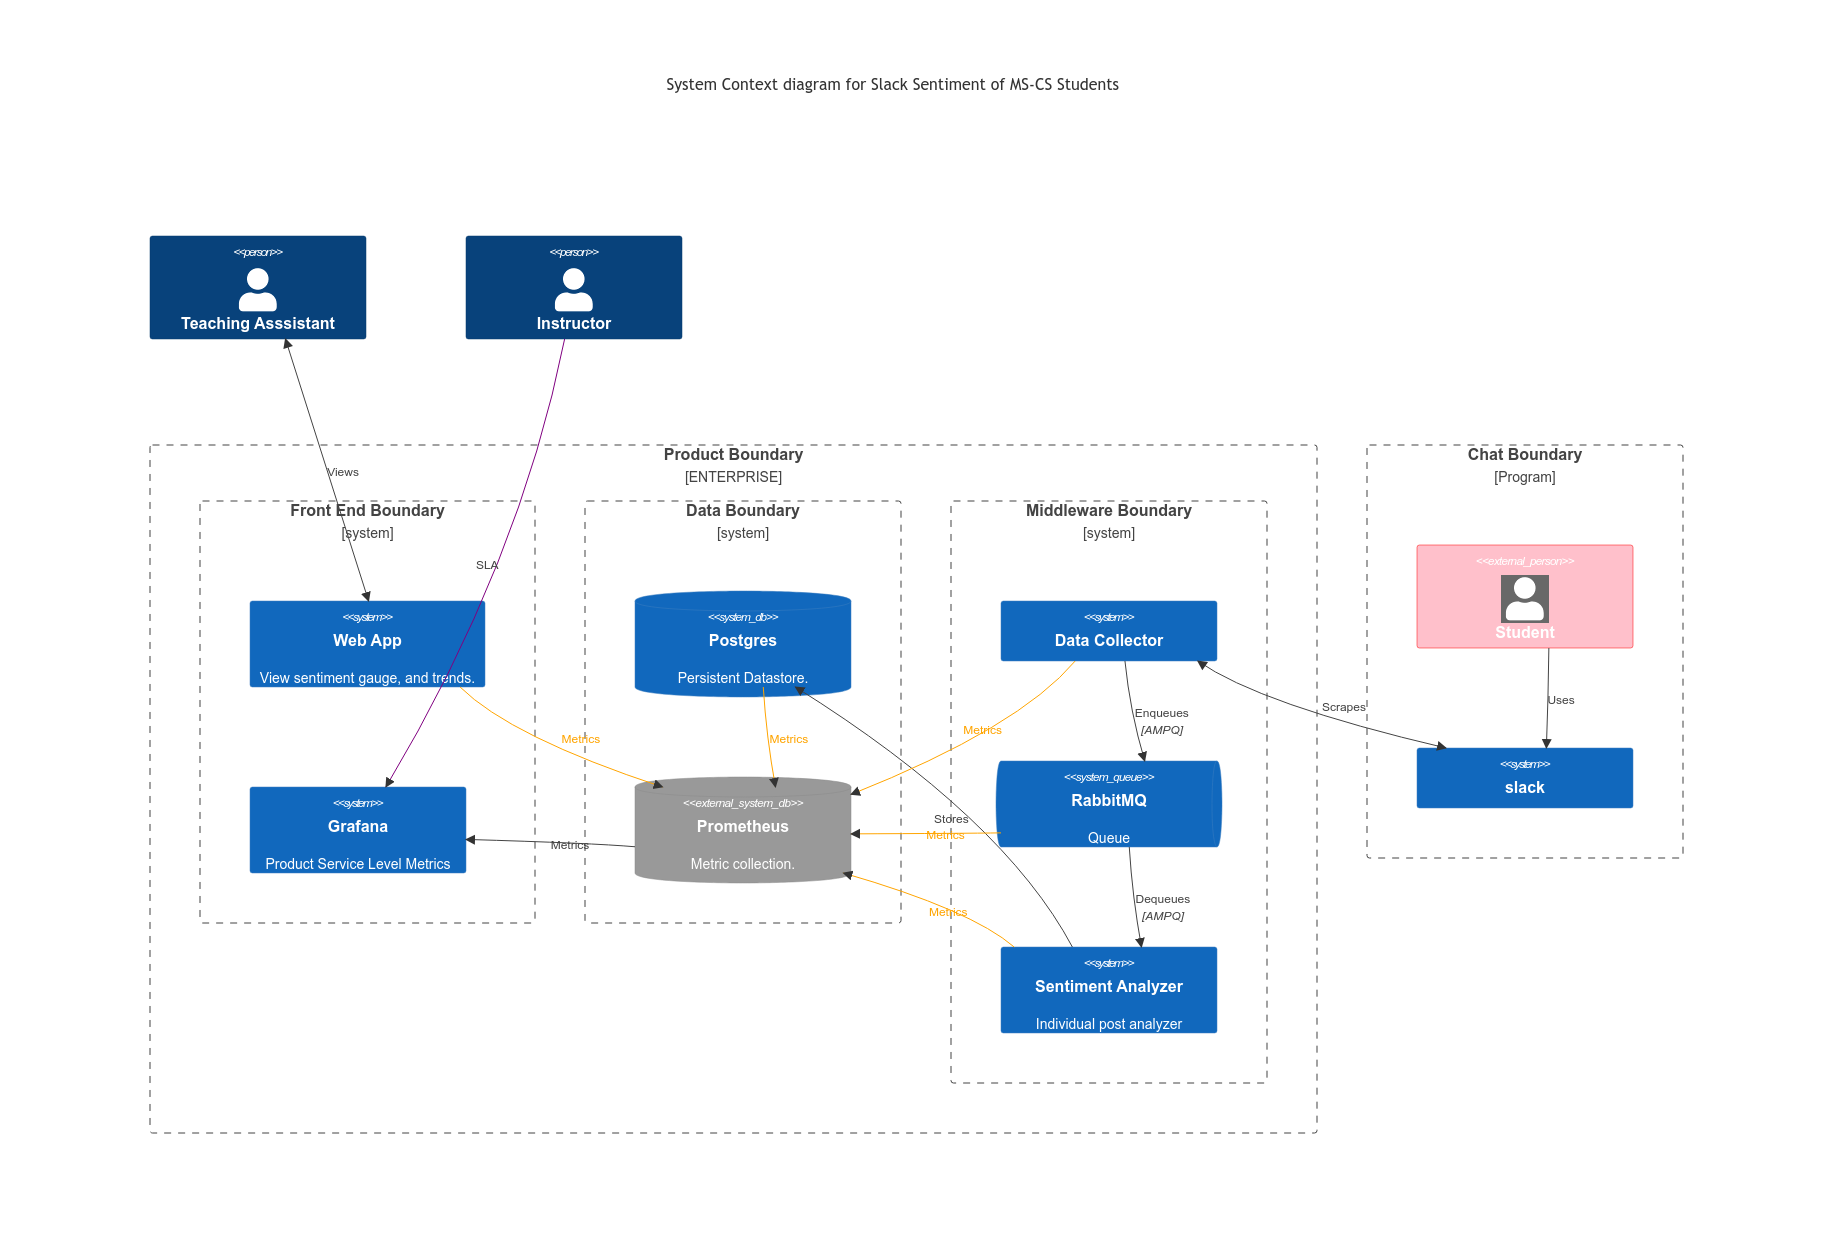 System Context diagram for Slack Sentiment of MS-CS Students
<<person>>
Teaching Asssistant
<<person>>
Instructor
Views
SLA
Product Boundary
[ENTERPRISE]
Front End Boundary
[system]
<<system>>
Web App
View sentiment gauge, and trends.
Metrics
<<system>>
Grafana
Product Service Level Metrics
Metrics
Data Boundary
[system]
<<system_db>>
Postgres
Persistent Datastore.
Metrics
<<external_system_db>>
Prometheus
Metric collection.
Middleware Boundary
[system]
<<system>>
Data Collector
Metrics
Enqueues
[AMPQ]
<<system_queue>>
RabbitMQ
Queue
Stores
Metrics
Dequeues
[AMPQ]
Metrics
<<system>>
Sentiment Analyzer
Individual post analyzer
Scrapes
Chat Boundary
[Program]
<<external_person>>
Student
Uses
<<system>>
slack